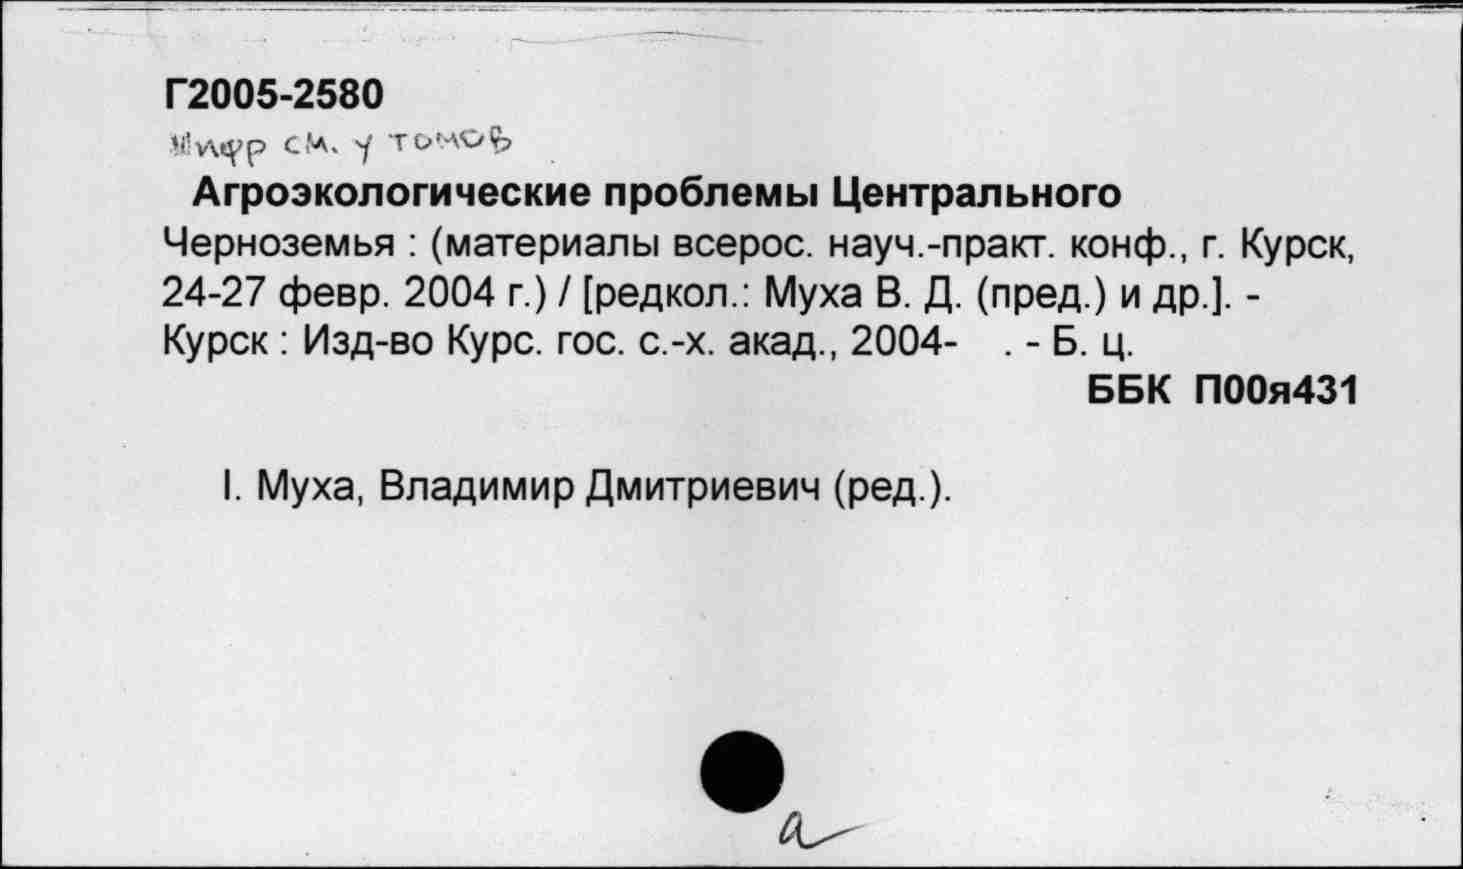 Г2005-2580
Шифр см. у томов
Агроэкологические проблемы Центрального
Черноземья : (материалы всерос. науч.-практ. конф., г. Курск,
24-27 февр. 2004 г.) / [редкол.: Муха В. Д. (пред.) и др.]. -
Курск : Изд-во Курс. гос. с.-х. акад., 2004-   . - Б. ц.
ББК П00я431
I. Муха, Владимир Дмитриевич (ред.).
а